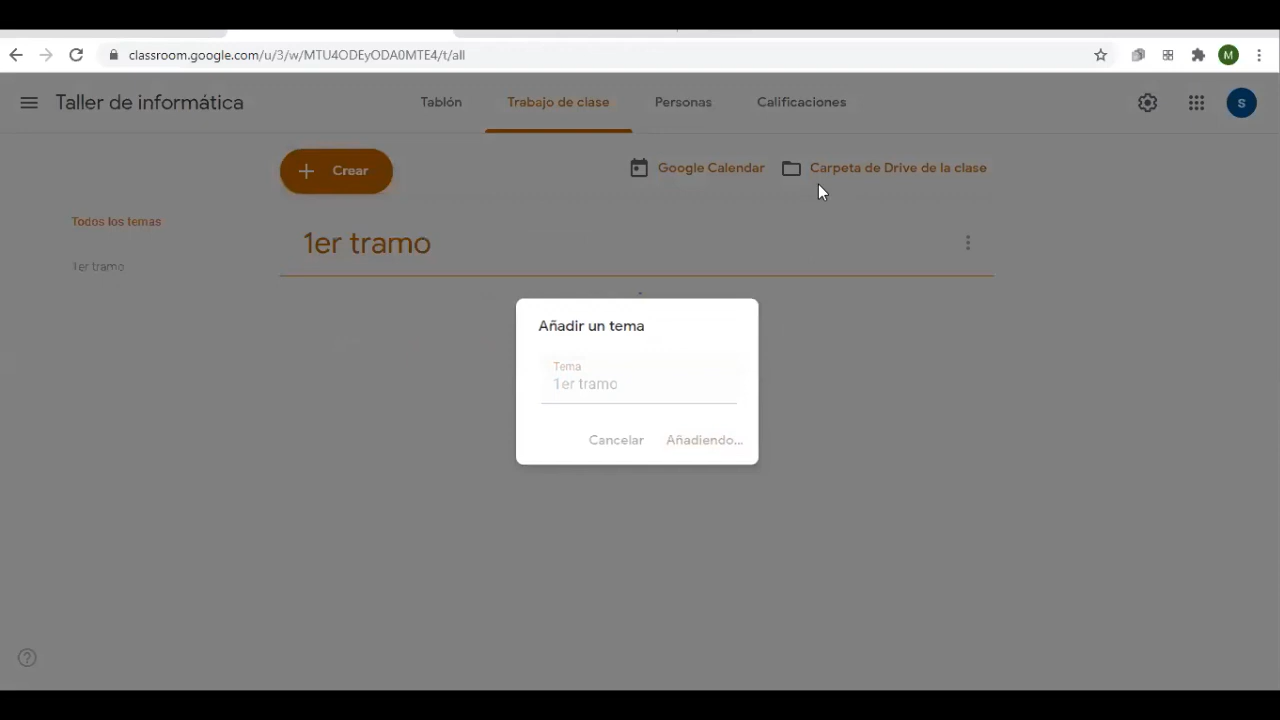 classroom.google.com/u/3/w/MTU4ODEyODA0MTE4/t/all
M
Taller de informática
Tablón
Trabajo de clase
Personas
Calificaciones
S
Crear
Google Calendar
Carpeta de Drive de la clase
Todos los temas
1er tramo
1er tramo
Añadir un tema
Tema
1er tramo
Cancelar
Añadiendo...